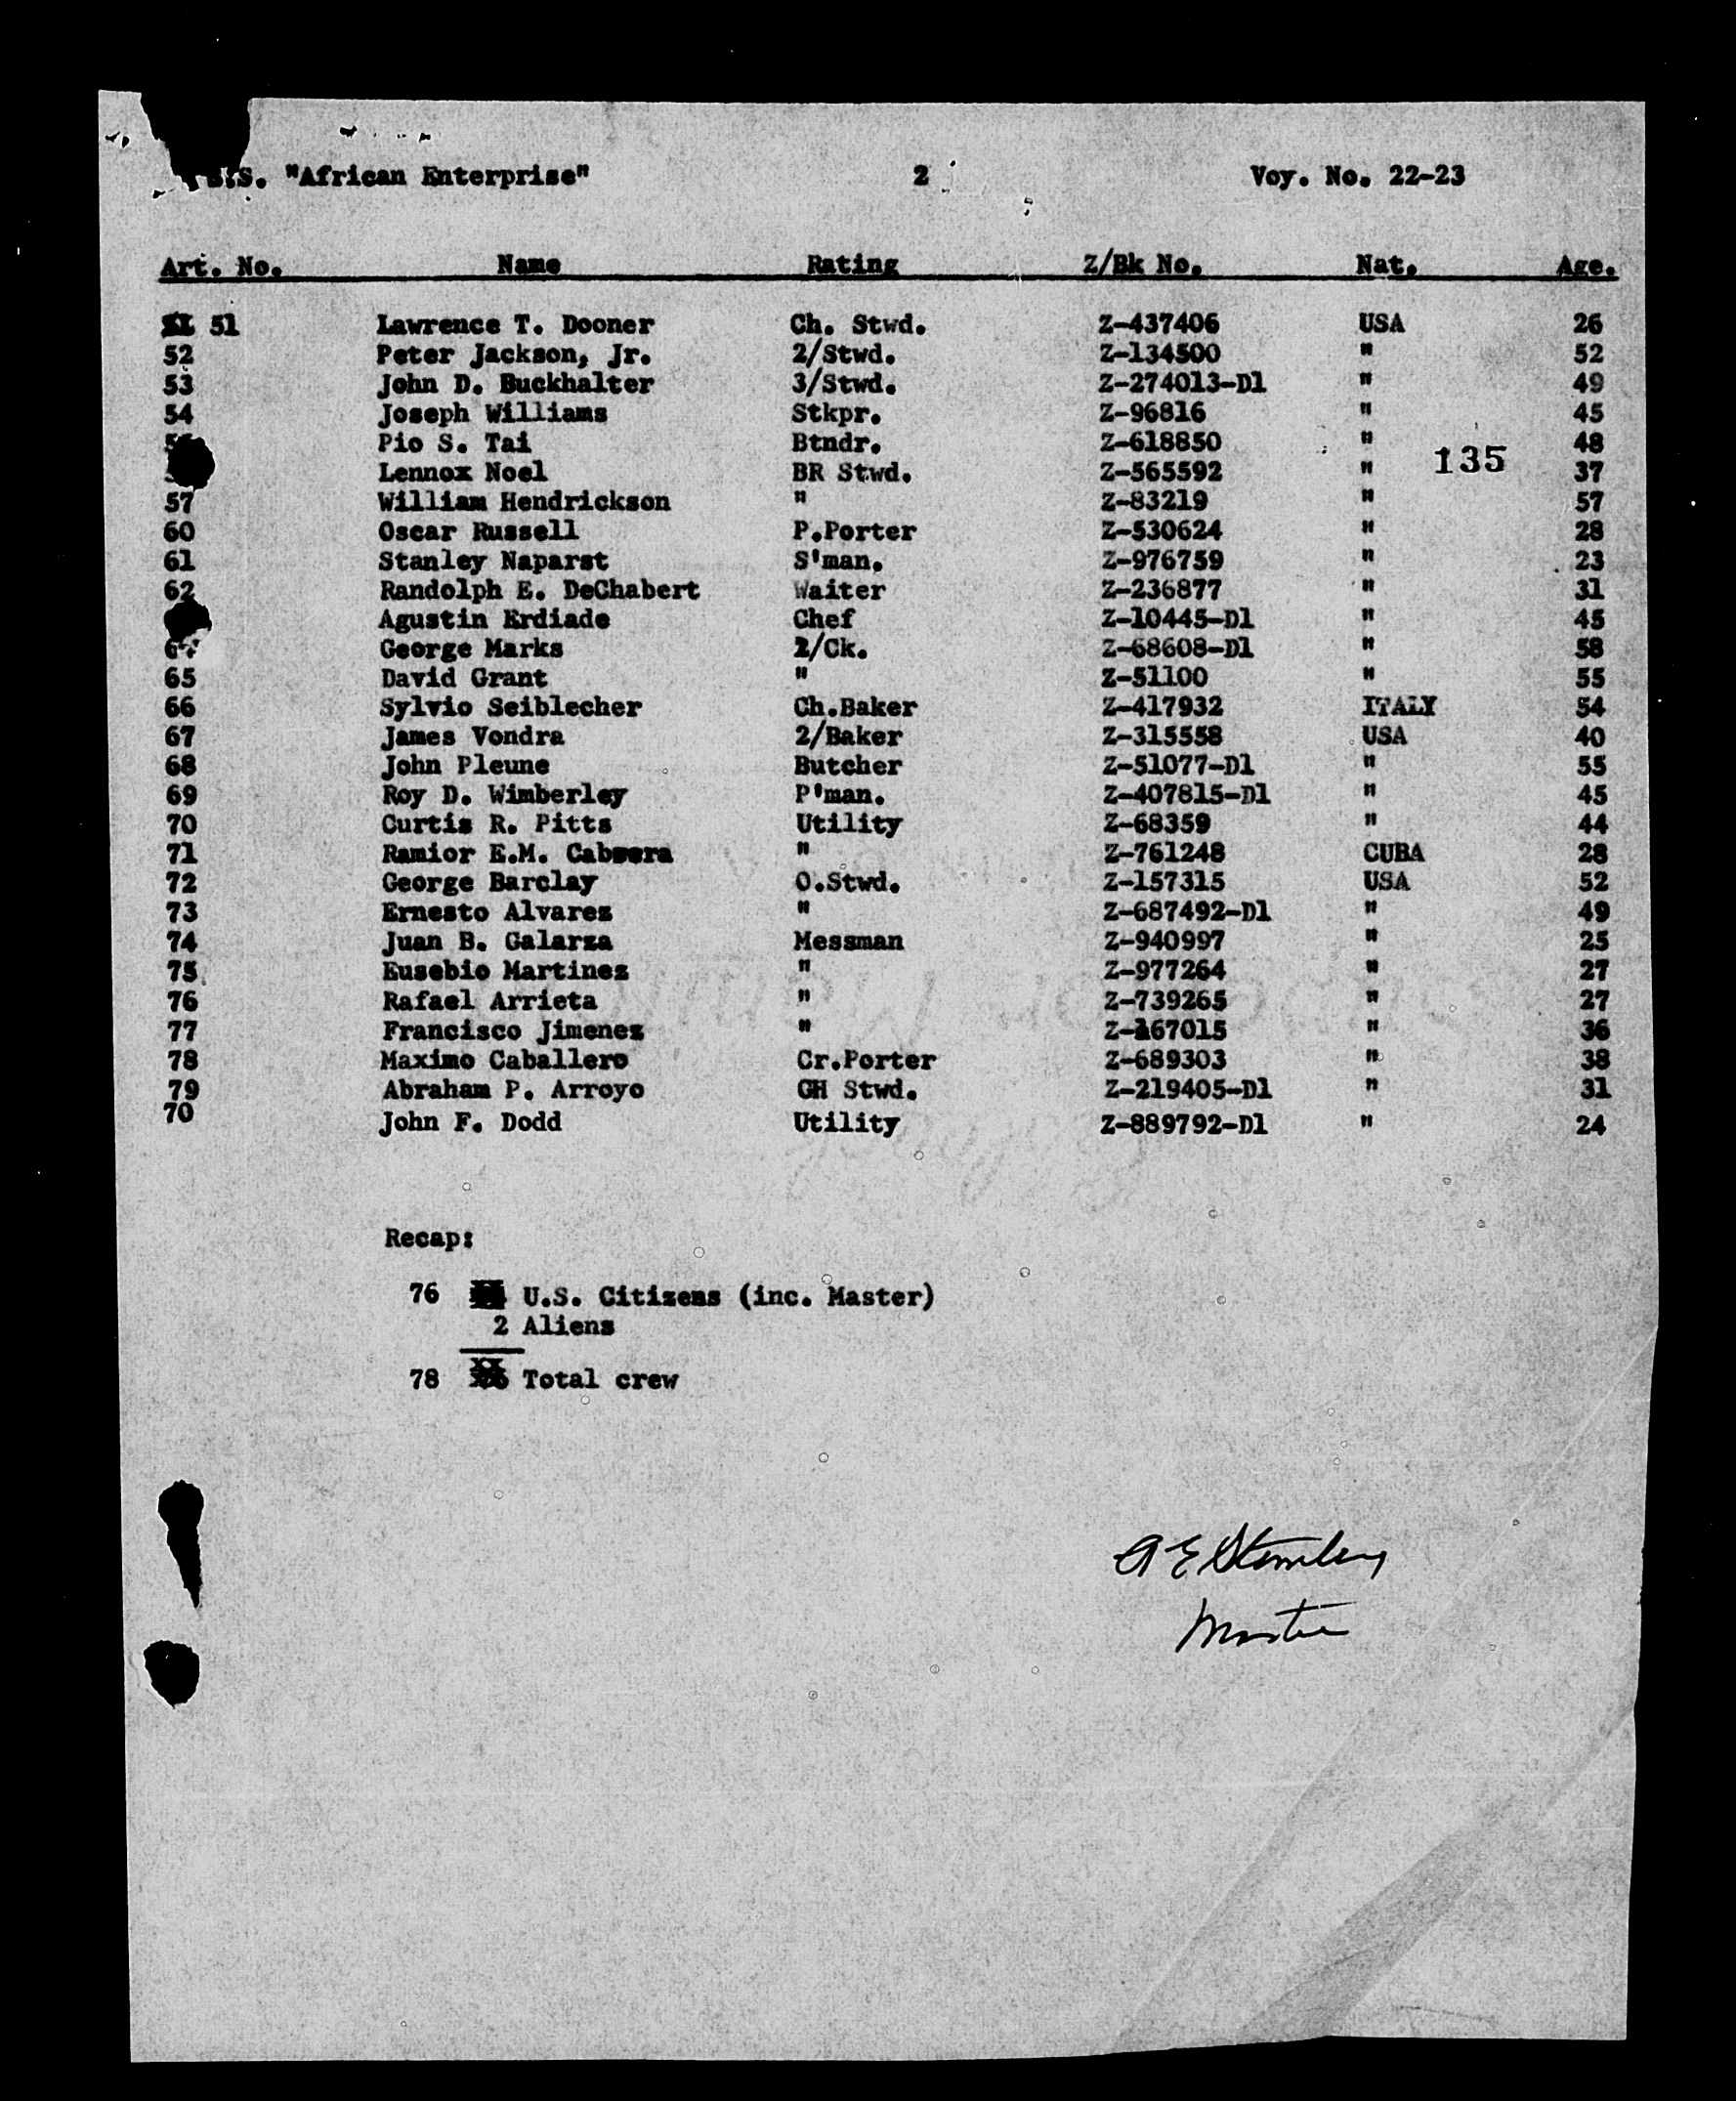 S.S. "African Enterprise" 2 Voy. No. 22-23
Art. No. Name Rating Z/Bk No. Nat. Age.
51 Lawrence T. Dooner Ch. Stwd. Z-437406 USA 26
52 Peter Jackson, Jr. 2/Stwd. Z-134500 " 52
53 John D. Buckhalter 3/Stwd. Z-274013-D1 " 49
54 Joseph Williams Stkpr. Z-96816 " 45
Pio S. Tai Btndr. Z-618850 " 48
135
Lennox Noel BR Stwd. Z-565592 " 37
57 William Hendrickson " Z-83219 " 57
60 Oscar Russell P.Porter Z-530624 " 28
61 Stanley Naparst S'man. Z-976759 " 23
62 Randolph E. DeChabert Waiter Z-236877 " 31
Agustin Erdiade Chef Z-10445-D1 " 45
64 George Marks 2/Ck. Z-68608-D1 " 58
65 David Grant " Z-51100 " 55
66 Sylvio Seiblecher Ch.Baker Z-417932 ITALY 54
67 James Vondra 2/Baker Z-315558 USA 40
68 John Pleune Butcher Z-51077-D1 " 55
69 Roy D. Wimberley P'man. Z-407815-D1 " 45
70 Curtis R. Pitts Utility Z-68359 " 44
71 Ramior E.M. Cabrera " Z-761248 CUBA 28
72 George Barclay O.Stwd. Z-157315 USA 52
73 Ernesto Alvarez " Z-687492-D1 " 49
74 Juan B. Galarza Messman Z-940997 " 25
75 Eusebio Martinez " Z-977264 " 27
76 Rafael Arrieta " Z-739265 " 27
77 Francisco Jimenez " Z-167015 " 36
78 Maximo Caballero Cr.Porter Z-689303 " 38
79 Abraham P. Arroyo GH Stwd. Z-219405-D1 " 31
70 John F. Dodd Utility Z-889792-D1 " 24
Recap:
76 U.S. Citizens (inc. Master)
2 Aliens
78 Total crew
A E Stanley
Master